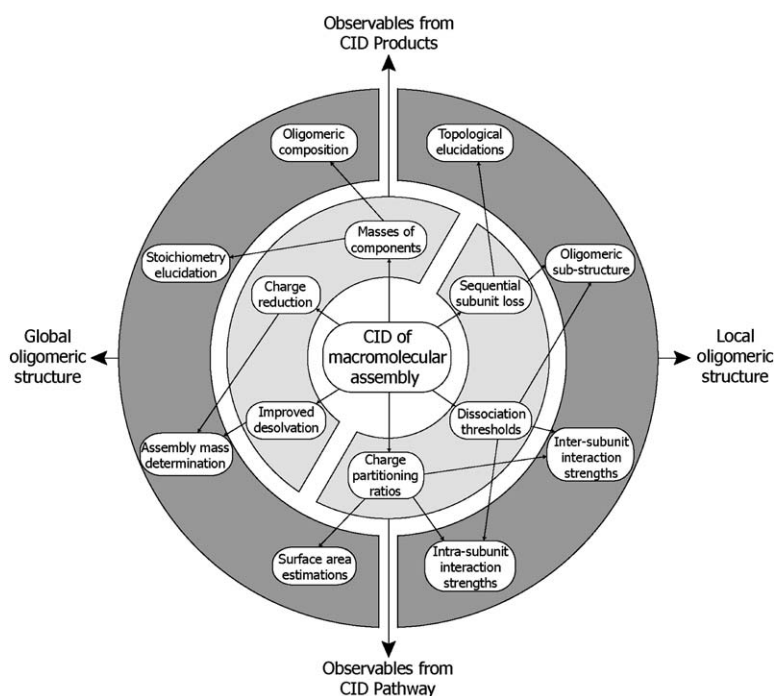 Observables from
CID Products
Oligomeric
composition
Topological
elucidations
Masses of
components
Stoichiometry
elucidation
Oligomeric
sub-structure
Charge
reduction
Sequential
subunit loss
Global
oligomeric
structure
CID of
macromolecular
assembly
Local
oligomeric
structure
Improved
desolvation
Dissociation
thresholds
Assembly mass
determination
Inter-subunit
interaction
strengths
Charge
partitioning
ratios
Surface area
estimations
Intra-subunit
interaction
strengths
Observables from
CID Pathway